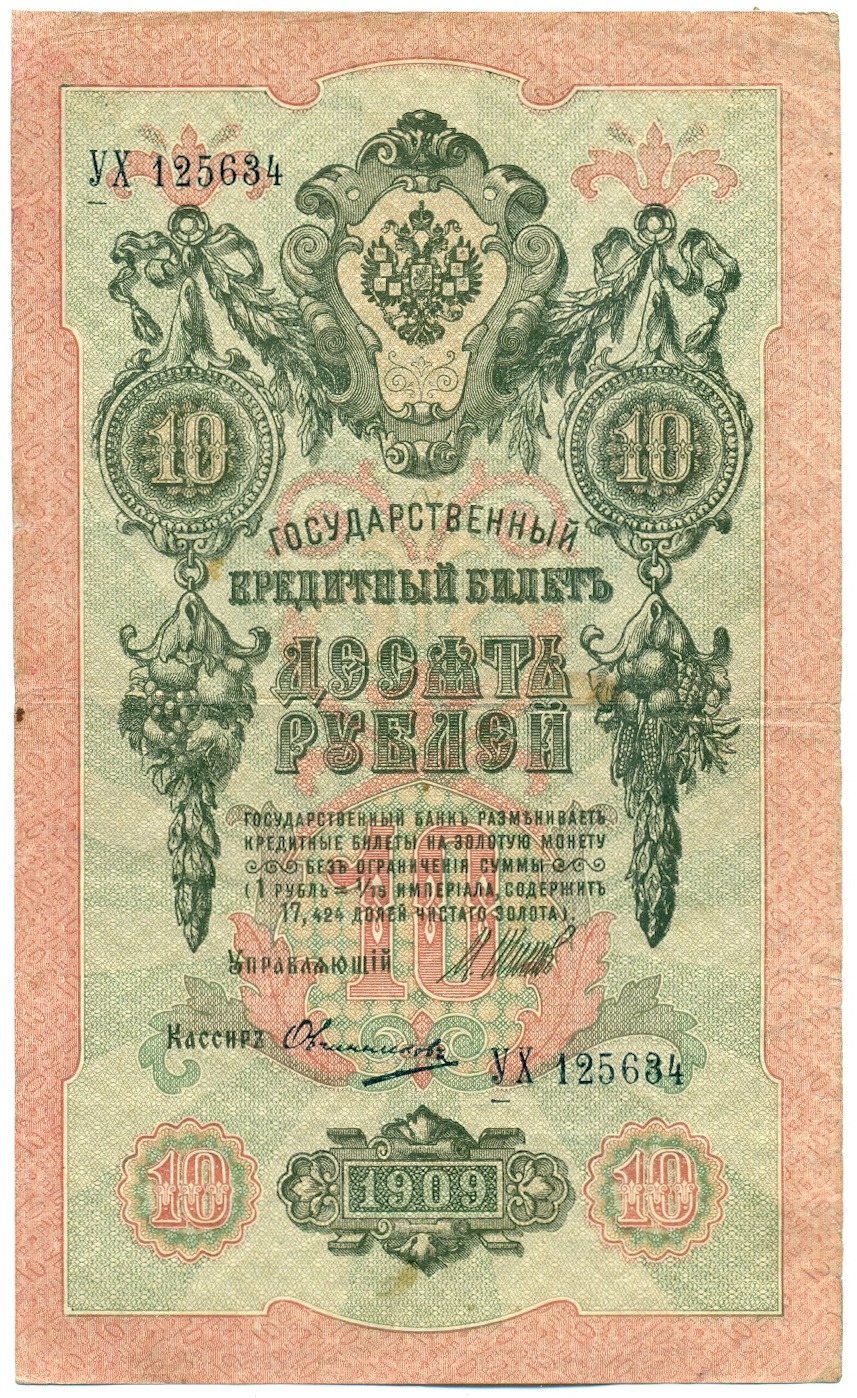 УХ 125634
10 10
ГОСУДАРСТВЕННЫЙ
КРЕДИТНЫЙ БИЛЕТЪ
ДЕСЯТЬ
РУБЛЕЙ
ГОСУДАРСТВЕННЫЙ БАНКЪ РАЗМѢНИВАЕТЪ
КРЕДИТНЫЕ БИЛЕТЫ НА ЗОЛОТУЮ МОНЕТУ
БЕЗЪ ОГРАНИЧЕНІЯ СУММЫ
(1 РУБЛЬ = 1/15 ИМПЕРІАЛА, СОДЕРЖИТЪ
17,424 ДОЛЕЙ ЧИСТАГО ЗОЛОТА).
10
УПРАВЛЯЮЩІЙ И. Шиповъ
КАССИРЪ Овчинниковъ
УХ 125634
10 1909 10